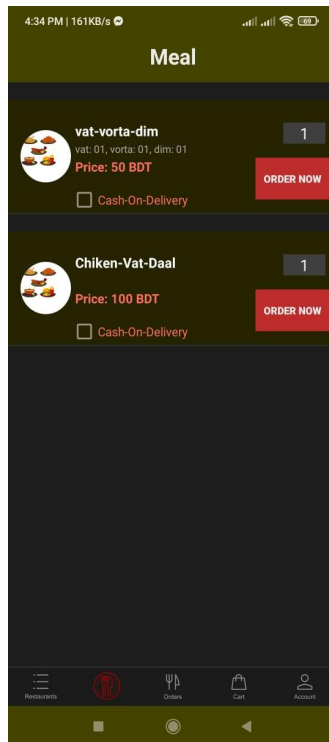 4:34 PM | 161KB/s
69
Meal
vat-vorta-dim
1
vat: 01, vorta: 01, dim: 01
Price: 50 BDT
ORDER NOW
Cash-On-Delivery
Chiken-Vat-Daal
1
Price: 100 BDT
ORDER NOW
Cash-On-Delivery
Restaurants
Orders
Cart
Account